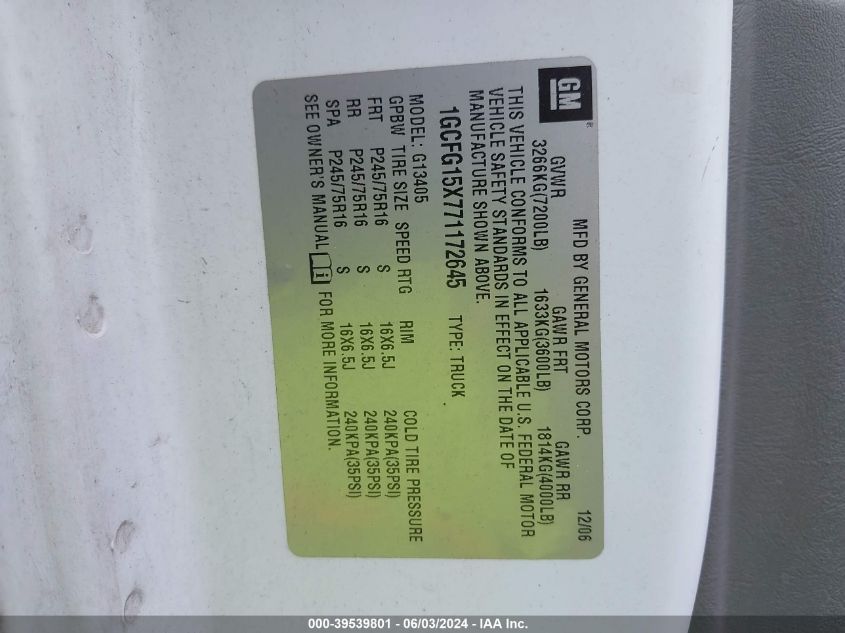 GM
®
MFD BY GENERAL MOTORS CORP. 12/06
GVWR GAWR FRT GAWR RR
3266KG(7200LB) 1633KG(3600LB) 1814KG(4000LB)
THIS VEHICLE CONFORMS TO ALL APPLICABLE U.S. FEDERAL MOTOR
VEHICLE SAFETY STANDARDS IN EFFECT ON THE DATE OF
MANUFACTURE SHOWN ABOVE.
1GCFG15X771172645 TYPE: TRUCK
MODEL: G13405
GPBW TIRE SIZE SPEED RTG RIM COLD TIRE PRESSURE
FRT P245/75R16 S 16X6.5J 240KPA(35PSI)
RR P245/75R16 S 16X6.5J 240KPA(35PSI)
SPA P245/75R16 S 16X6.5J 240KPA(35PSI)
SEE OWNER'S MANUAL i FOR MORE INFORMATION.
000-39539801 - 06/03/2024 - IAA Inc.